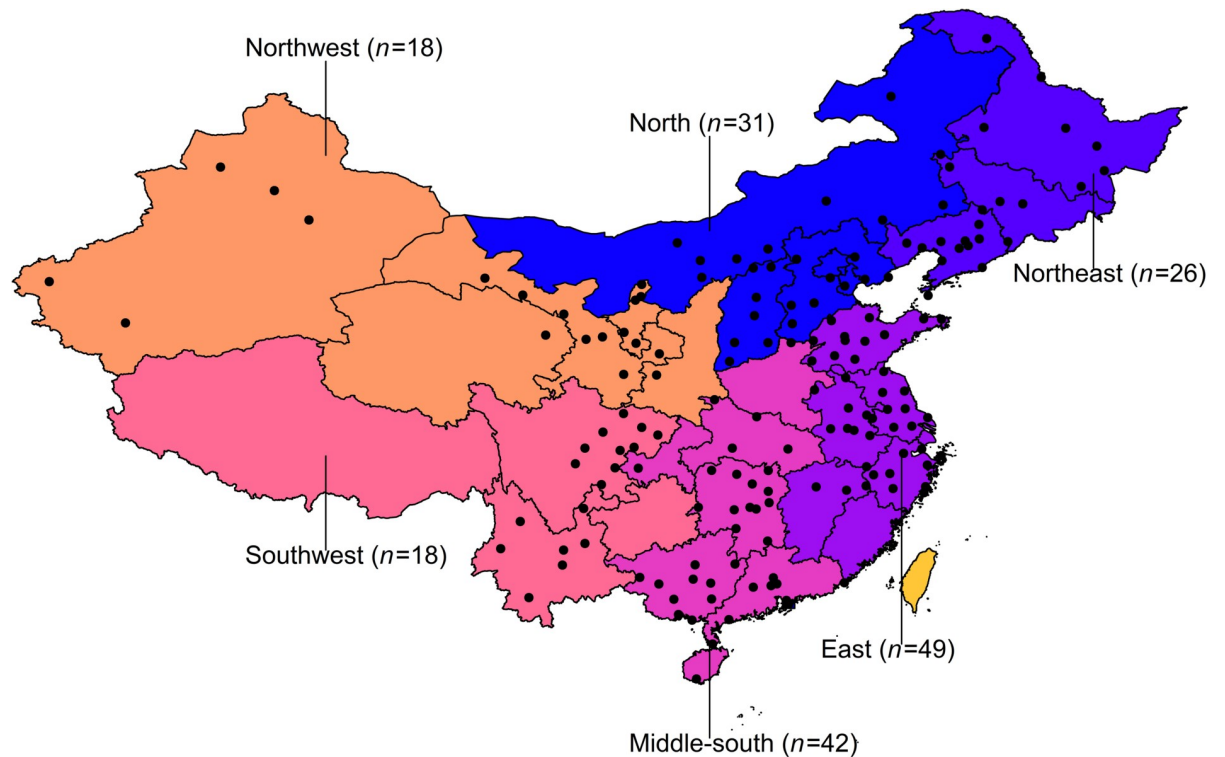 Northwest (n=18)
North (n=31)
Northeast (n=26)
Southwest (n=18)
East (n=49)
Middle-south (n=42)